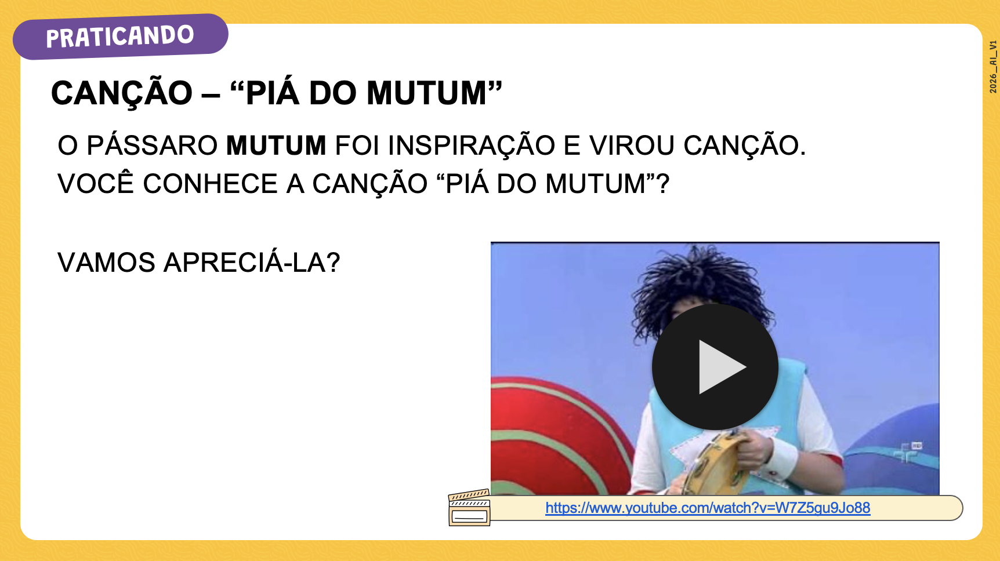 PRATICANDO
2026_AI_V1
CANÇÃO – “PIÁ DO MUTUM”
O PÁSSARO MUTUM FOI INSPIRAÇÃO E VIROU CANÇÃO.
VOCÊ CONHECE A CANÇÃO “PIÁ DO MUTUM”?
VAMOS APRECIÁ-LA?
HD
https://www.youtube.com/watch?v=W7Z5gu9Jo88